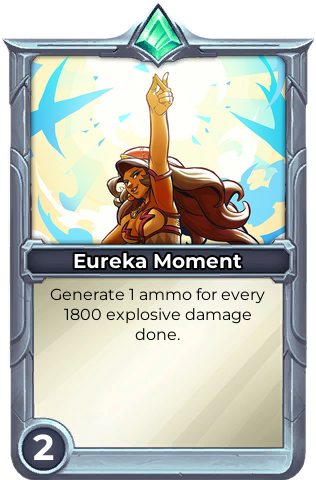 Eureka Moment
Generate 1 ammo for every
1800 explosive damage
done.
2